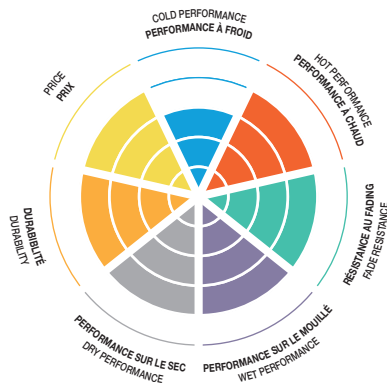 COLD PERFORMANCE
PERFORMANCE À FROID
HOT PERFORMANCE
PERFORMANCE À CHAUD
RÉSISTANCE AU FADING
FADE RESISTANCE
PERFORMANCE SUR LE MOUILLÉ
WET PERFORMANCE
PERFORMANCE SUR LE SEC
DRY PERFORMANCE
DURABIBLITÉ
DURABILITY
PRICE
PRIX